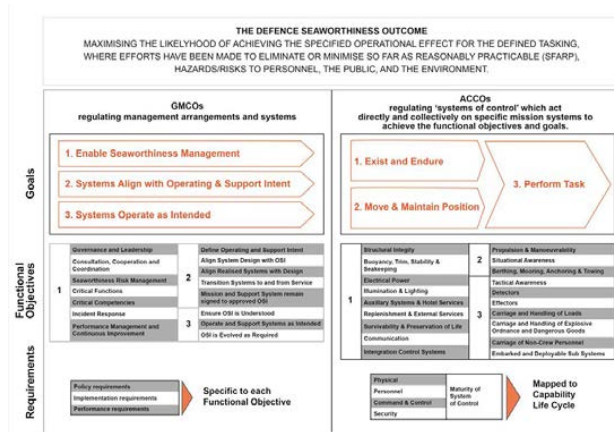 THE DEFENCE SEAWORTHINESS OUTCOME
MAXIMISING THE LIKELYHOOD OF ACHIEVING THE SPECIFIED OPERATIONAL EFFECT FOR THE DEFINED TASKING,
WHERE EFFORTS HAVE BEEN MADE TO ELIMINATE OR MINIMISE SO FAR AS REASONABLY PRACTICABLE (SFARP),
HAZARDS/RISKS TO PERSONNEL, THE PUBLIC, AND THE ENVIRONMENT.
GMCOs
regulating management arrangements and systems
Goals
1. Enable Seaworthiness Management
2. Systems Align with Operating & Support Intent
3. Systems Operate as Intended
ACCOs
regulating 'systems of control' which act
directly and collectively on specific mission systems to
achieve the functional objectives and goals.
1. Exist and Endure
2. Move & Maintain Position
3. Perform Task
Functional
Objectives
1
Governance and Leadership
Consultation, Cooperation and
Coordination
Seaworthiness Risk Management
Critical Functions
Critical Competencies
Incident Response
Performance Management and
Continuous Improvement
2
Define Operating and Support Intent
Align System Design with OSI
Align Realised Systems with Design
Transition Systems to and from Service
Mission and Support System remain
signed to approved OSI
3
Ensure OSI is Understood
Operate and Support Systems as Intended
OSI is Evolved as Required
1
Structural Integity
Buoyancy, Trim, Stability &
Seakeeping
Electrical Power
Illumination & Lighting
Auxiliary Systems & Hotel Services
Replenishment & External Services
Survivability & Preservation of Life
Communication
Intergration Control Systems
2
Propulsion & Manoeuvrability
Situational Awareness
Berthing, Mooring, Anchoring & Towing
3
Tactical Awareness
Detectors
Effectors
Carriage and Handling of Loads
Carriage and Handling of Explosive
Ordnance and Dangerous Goods
Carriage of Non-Crew Personnel
Embarked and Deployable Sub Systems
Requirements
Policy requirements
Implementation requirements
Performance requirements
Specific to each
Functional Objective
Physical
Personnel
Command & Control
Security
Maturity of
System
of Control
Mapped to
Capability
Life Cycle